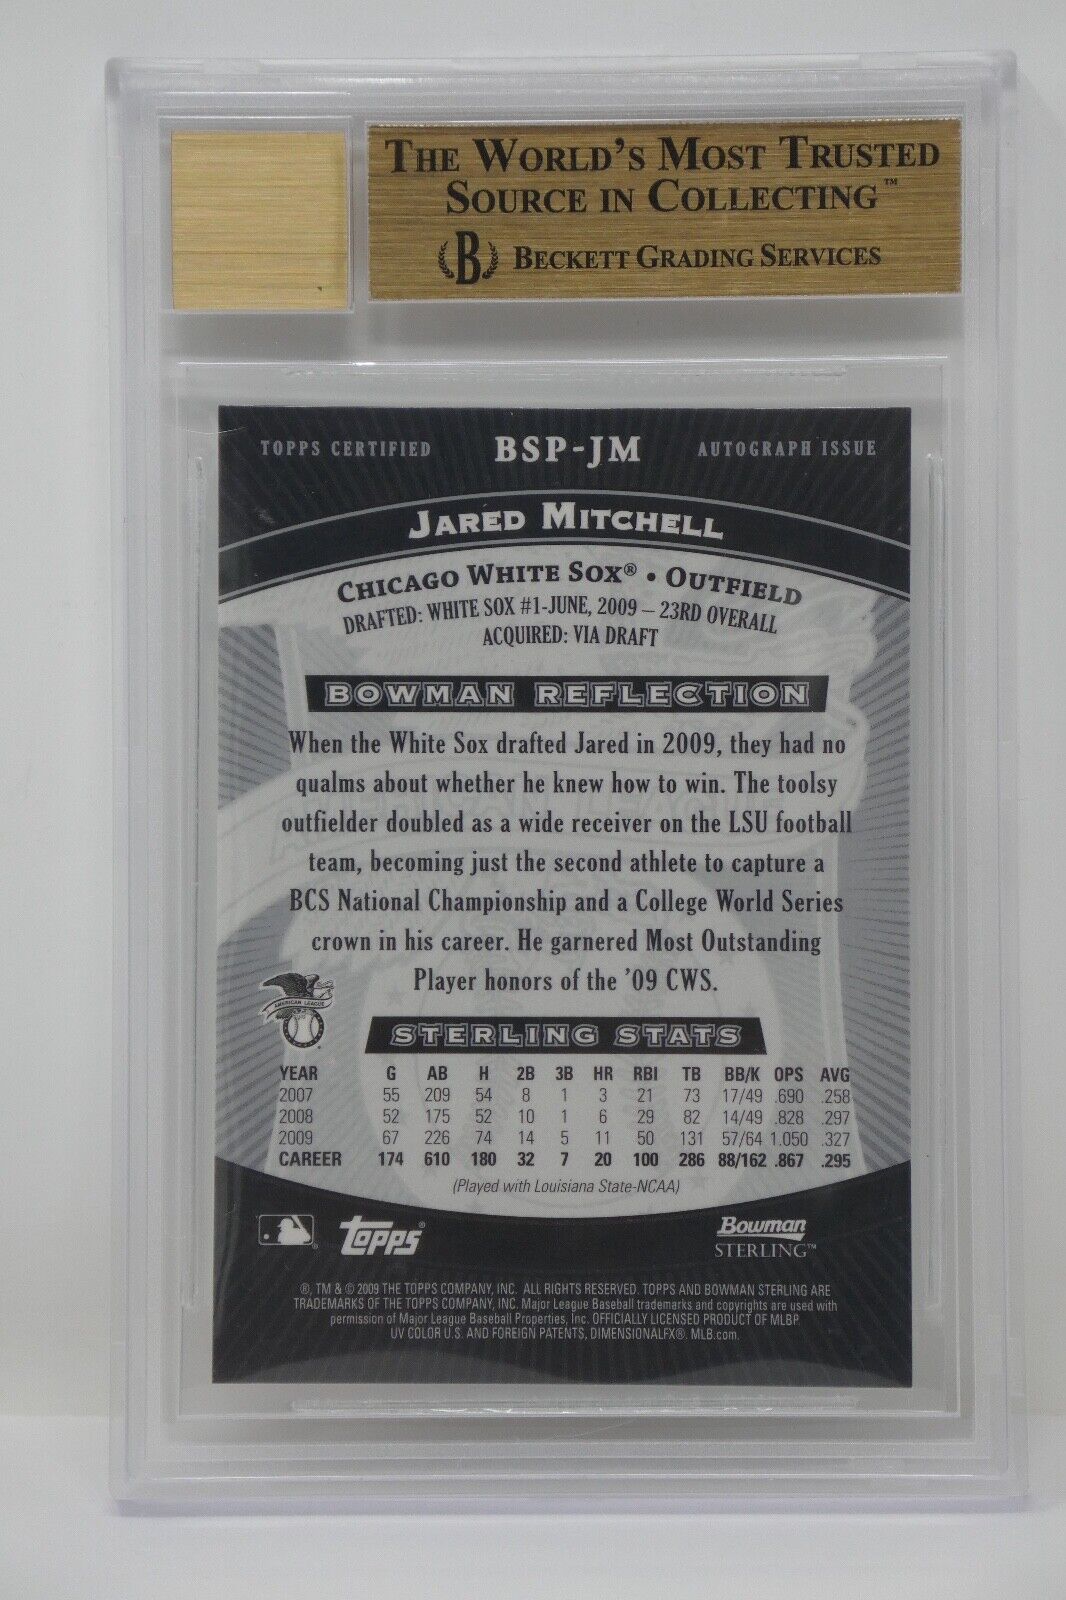 THE WORLD'S MOST TRUSTED
SOURCE IN COLLECTING™
B BECKETT GRADING SERVICES
TOPPS CERTIFIED BSP-JM AUTOGRAPH ISSUE
JARED MITCHELL
CHICAGO WHITE SOX® • OUTFIELD
DRAFTED: WHITE SOX #1-JUNE, 2009 – 23RD OVERALL
ACQUIRED: VIA DRAFT
BOWMAN REFLECTION
When the White Sox drafted Jared in 2009, they had no
qualms about whether he knew how to win. The toolsy
outfielder doubled as a wide receiver on the LSU football
team, becoming just the second athlete to capture a
BCS National Championship and a College World Series
crown in his career. He garnered Most Outstanding
Player honors of the '09 CWS.
AMERICAN LEAGUE
STERLING STATS
YEAR G AB H 2B 3B HR RBI TB BB/K OPS AVG
2007 55 209 54 8 1 3 21 73 17/49 .690 .258
2008 52 175 52 10 1 6 29 82 14/49 .828 .297
2009 67 226 74 14 5 11 50 131 57/64 1.050 .327
CAREER 174 610 180 32 7 20 100 286 88/162 .867 .295
(Played with Louisiana State-NCAA)
® Topps® Bowman
STERLING™
®, TM & © 2009 THE TOPPS COMPANY, INC. ALL RIGHTS RESERVED. TOPPS AND BOWMAN STERLING ARE
TRADEMARKS OF THE TOPPS COMPANY, INC. Major League Baseball trademarks and copyrights are used with
permission of Major League Baseball Properties, Inc. OFFICIALLY LICENSED PRODUCT OF MLBP.
UV COLOR U.S. AND FOREIGN PATENTS, DIMENSIONALFX®. MLB.com.